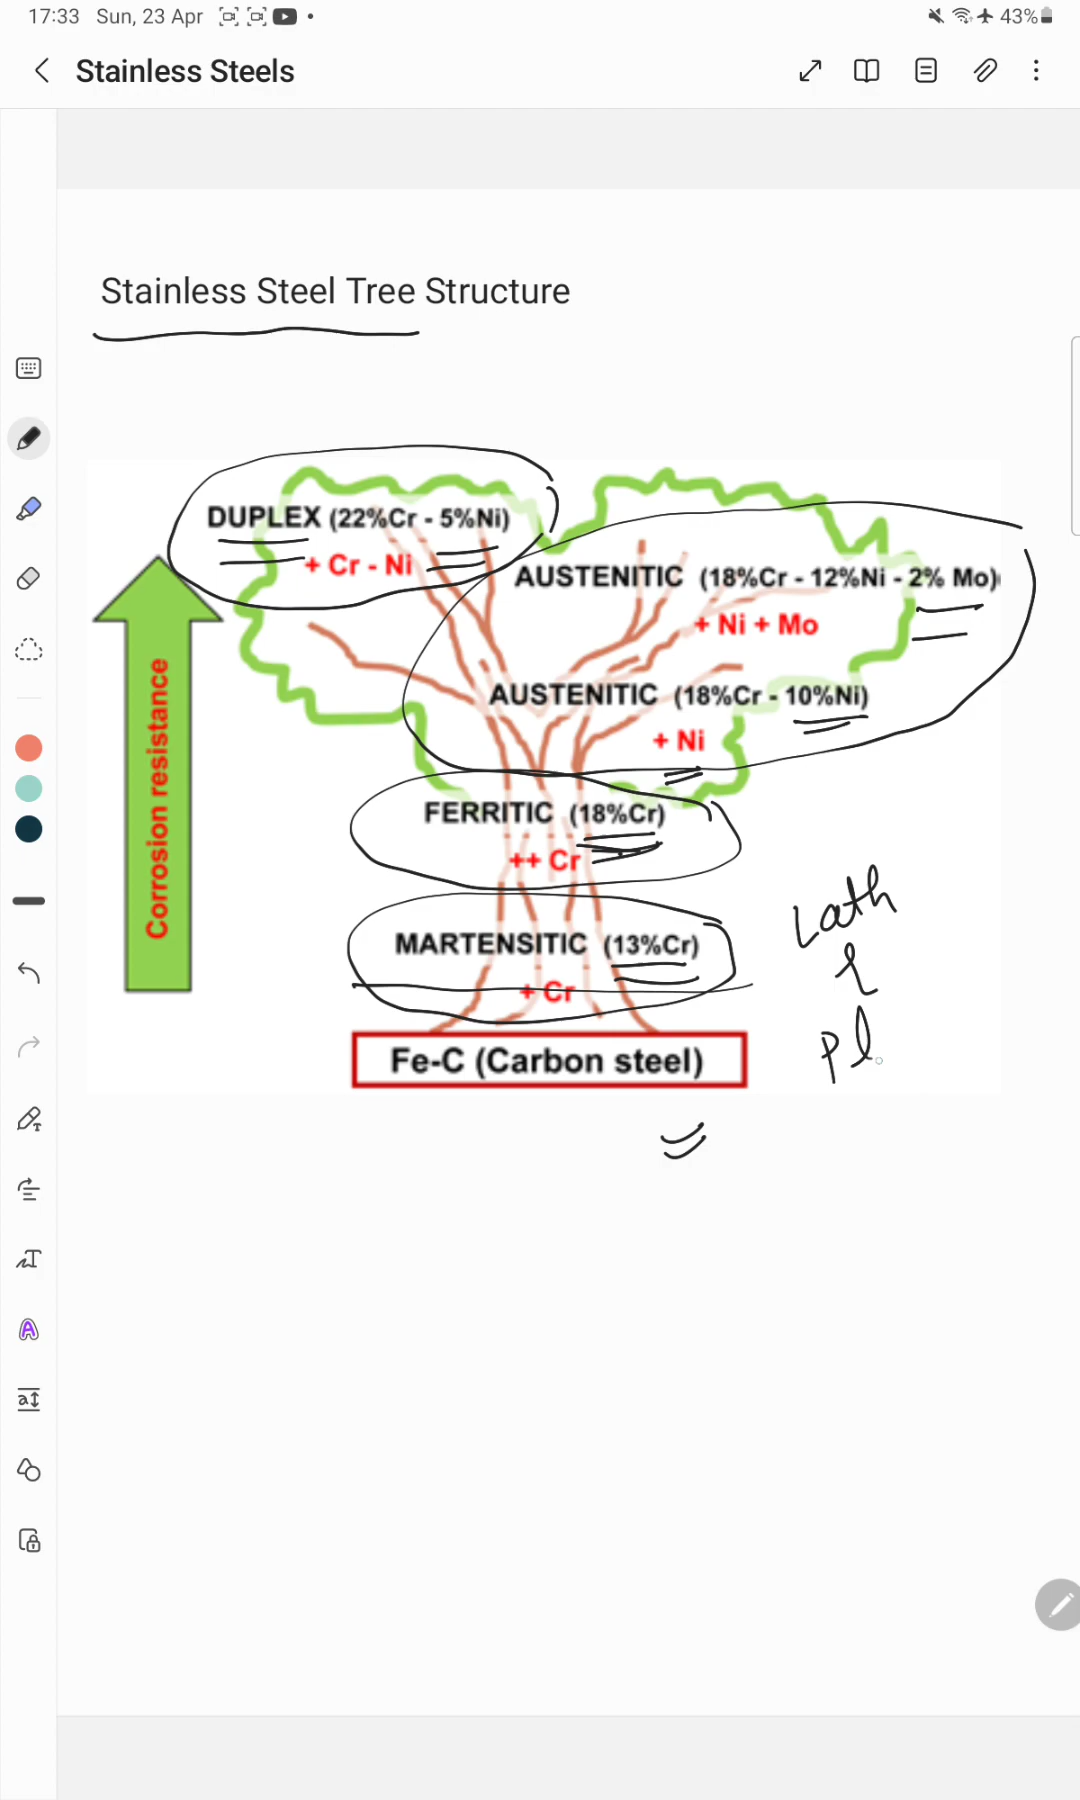 17:33 Sun, 23 Apr
43%
Stainless Steels
Stainless Steel Tree Structure
DUPLEX (22%Cr - 5%Ni)
+ Cr - Ni
AUSTENITIC (18%Cr - 12%Ni - 2% Mo)
+ Ni + Mo
AUSTENITIC (18%Cr - 10%Ni)
+ Ni
FERRITIC (18%Cr)
++ Cr
MARTENSITIC (13%Cr)
+ Cr
Fe-C (Carbon steel)
Corrosion resistance
Lath
&
pl